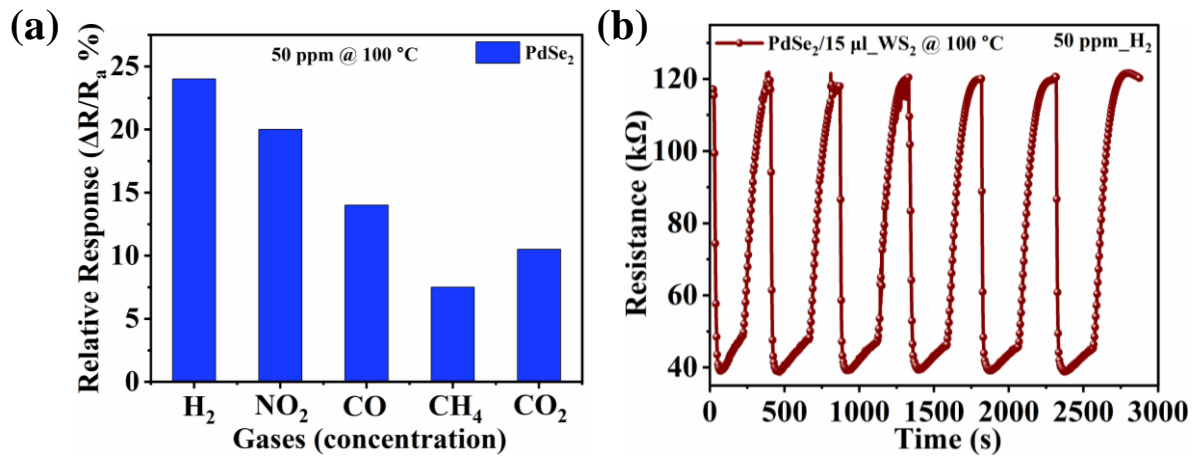 (a)
50 ppm @ 100 °C
PdSe₂
Relative Response (ΔR/Rₐ %)
25
20
15
10
5
0
H₂ NO₂ CO CH₄ CO₂
Gases (concentration)
(b)
PdSe₂/15 µl_WS₂ @ 100 °C
50 ppm_H₂
Resistance (kΩ)
120
100
80
60
40
0 500 1000 1500 2000 2500 3000
Time (s)